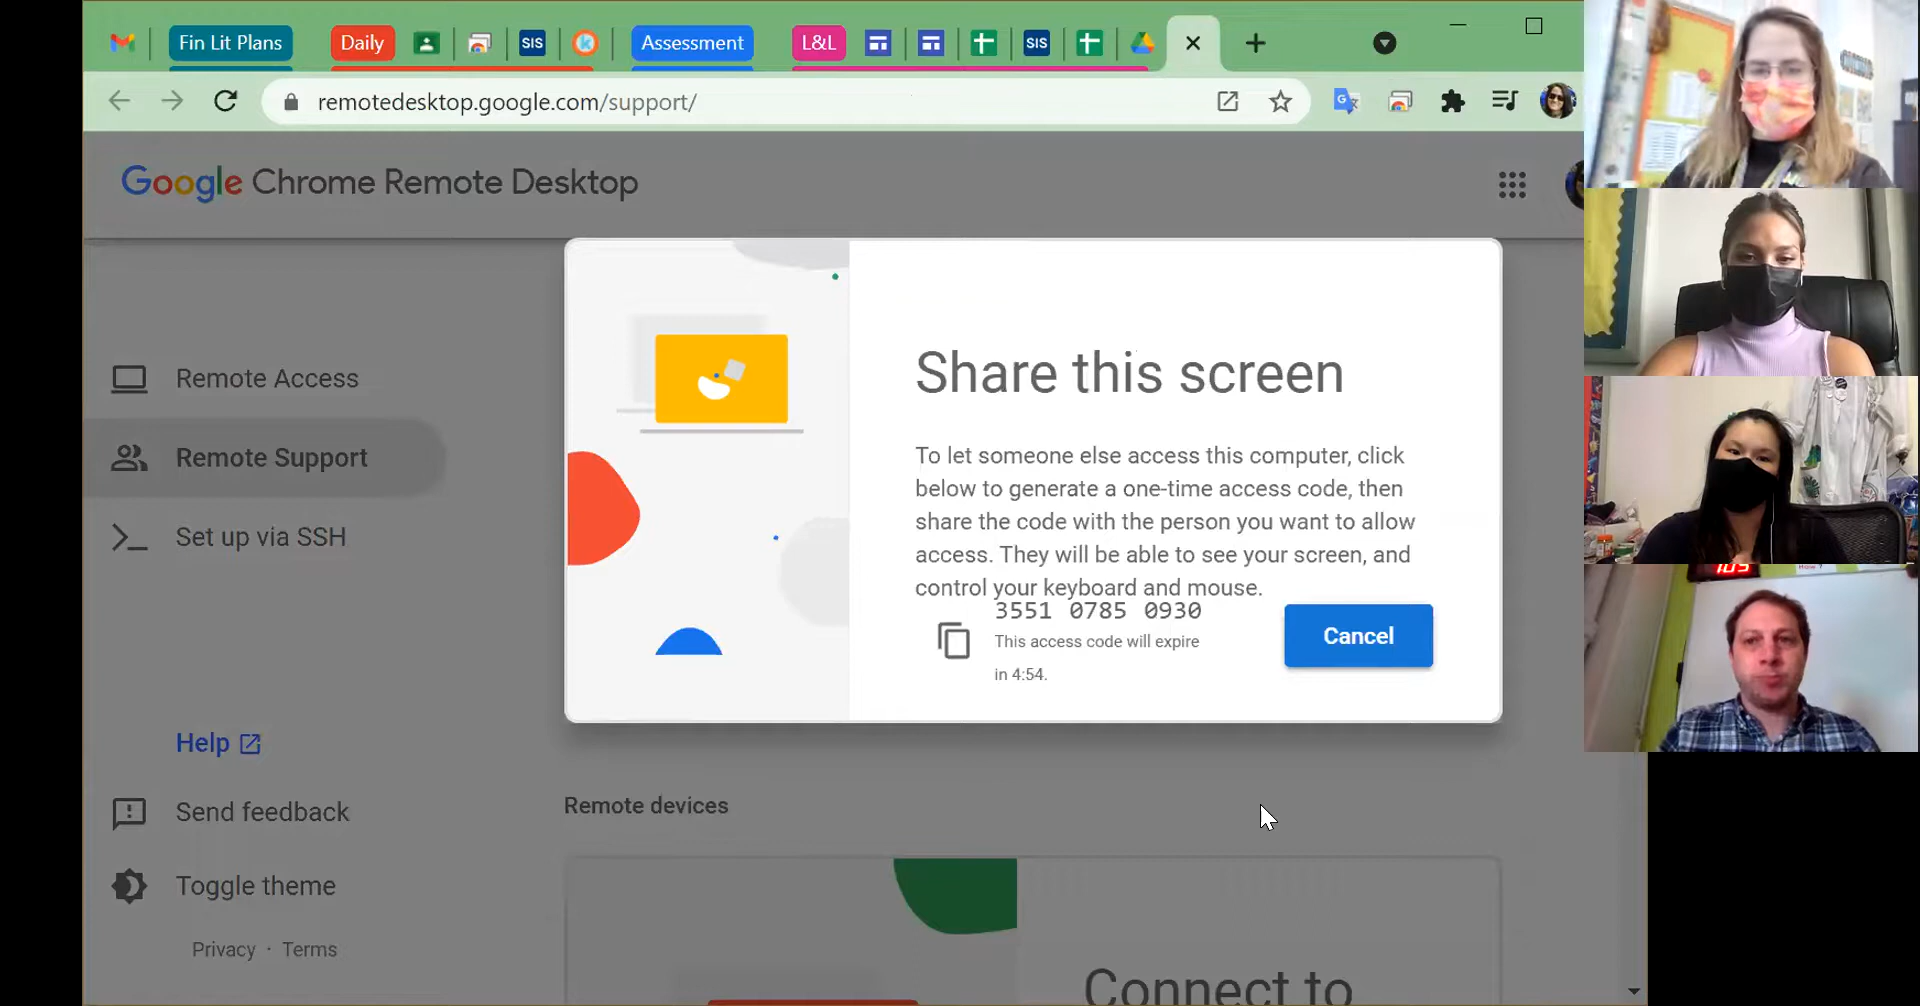 Fin Lit Plans
Daily
SIS
Assessment
L&L
SIS
remotedesktop.google.com/support/
Google Chrome Remote Desktop
Remote Access
Remote Support
Set up via SSH
Help
Send feedback
Toggle theme
Privacy · Terms
Share this screen
To let someone else access this computer, click
below to generate a one-time access code, then
share the code with the person you want to allow
access. They will be able to see your screen, and
control your keyboard and mouse.
3551 0785 0930
This access code will expire
in 4:54.
Cancel
Remote devices
Connect to